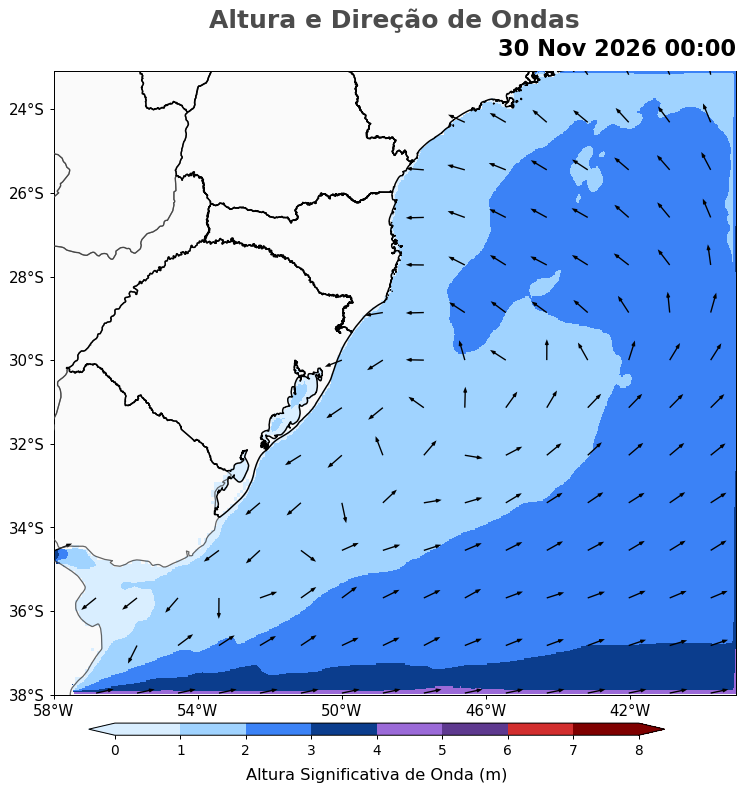 Altura e Direção de Ondas
30 Nov 2026 00:00
24°S
26°S
28°S
30°S
32°S
34°S
36°S
38°S
58°W 54°W 50°W 46°W 42°W
0 1 2 3 4 5 6 7 8
Altura Significativa de Onda (m)